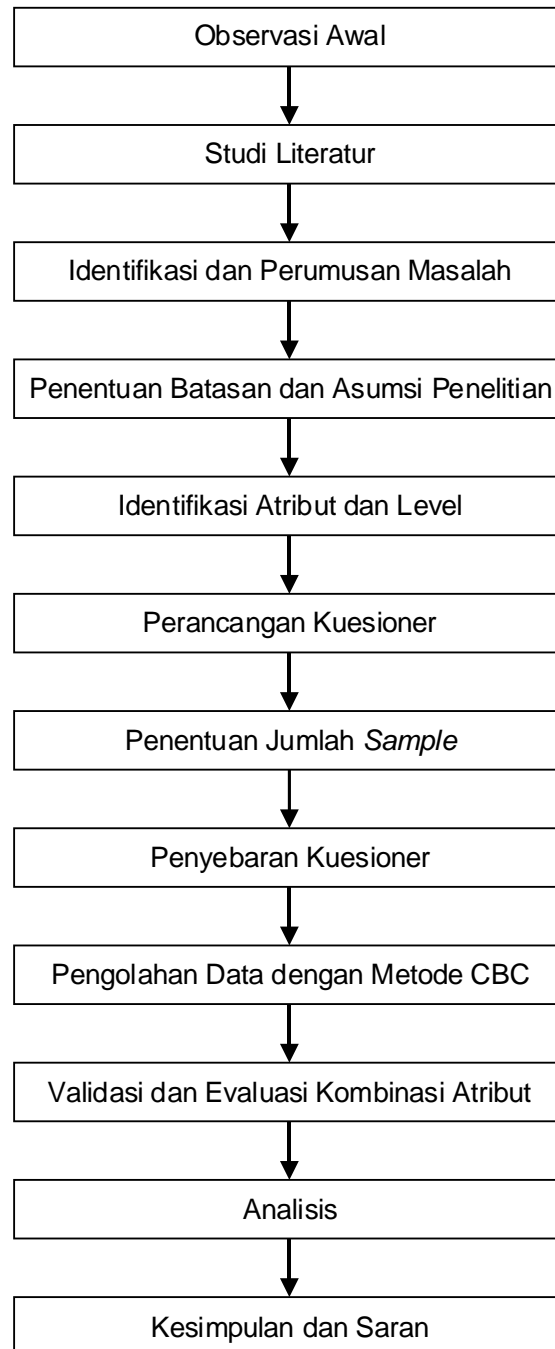 Observasi Awal
Studi Literatur
Identifikasi dan Perumusan Masalah
Penentuan Batasan dan Asumsi Penelitian
Identifikasi Atribut dan Level
Perancangan Kuesioner
Penentuan Jumlah Sample
Penyebaran Kuesioner
Pengolahan Data dengan Metode CBC
Validasi dan Evaluasi Kombinasi Atribut
Analisis
Kesimpulan dan Saran